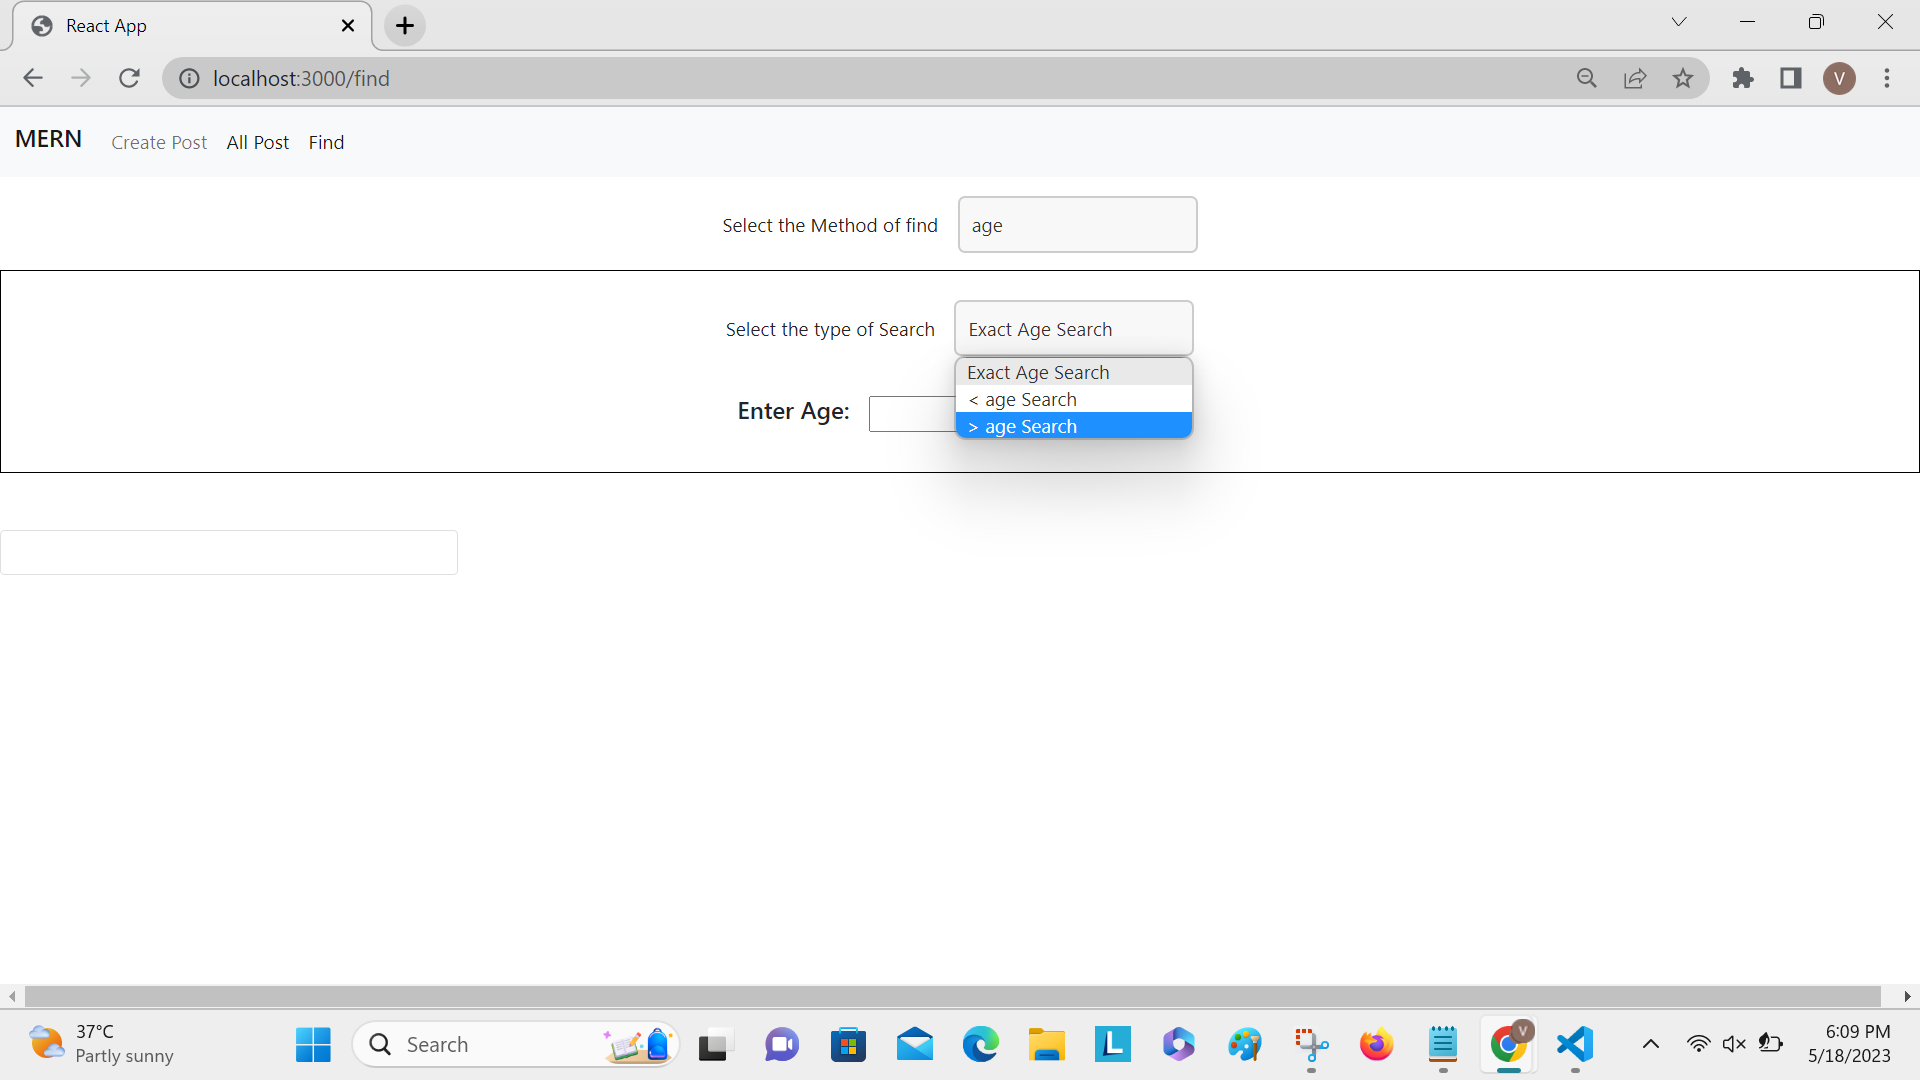 React App
localhost:3000/find
V
MERN Create Post All Post Find
Select the Method of find age
Select the type of Search Exact Age Search
Exact Age Search
< age Search
> age Search
Enter Age:
37°C
Partly sunny
Search
L
V
6:09 PM
5/18/2023